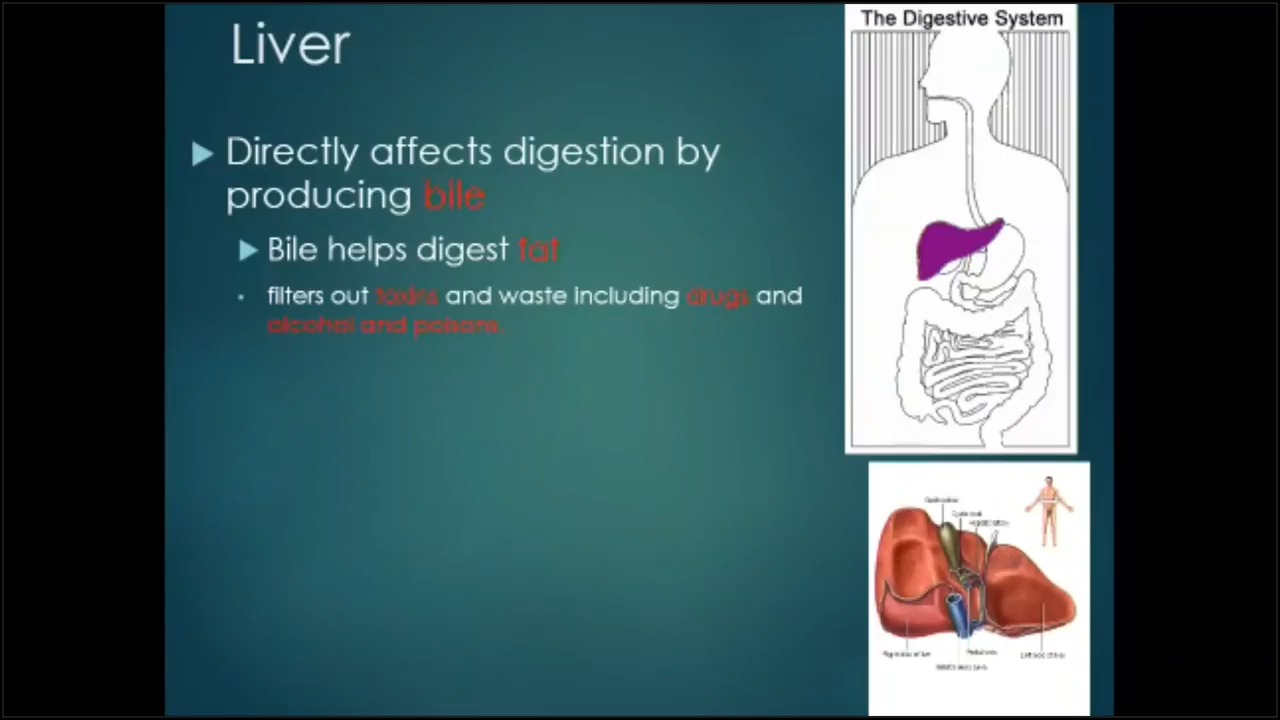 Liver
The Digestive System
Directly affects digestion by
producing bile
Bile helps digest fat
filters out toxins and waste including drugs and
alcohol and poisons.